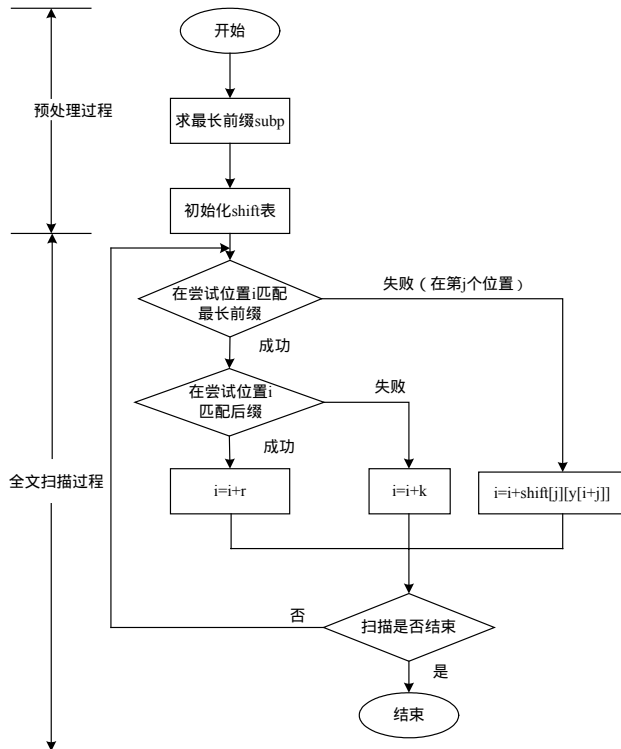 开始
预处理过程
求最长前缀subp
初始化shift表
失败（在第j个位置）
在尝试位置i匹配
最长前缀
成功
在尝试位置i
匹配后缀
失败
成功
全文扫描过程
i=i+r
i=i+k
i=i+shift[j][y[i+j]]
否
扫描是否结束
是
结束